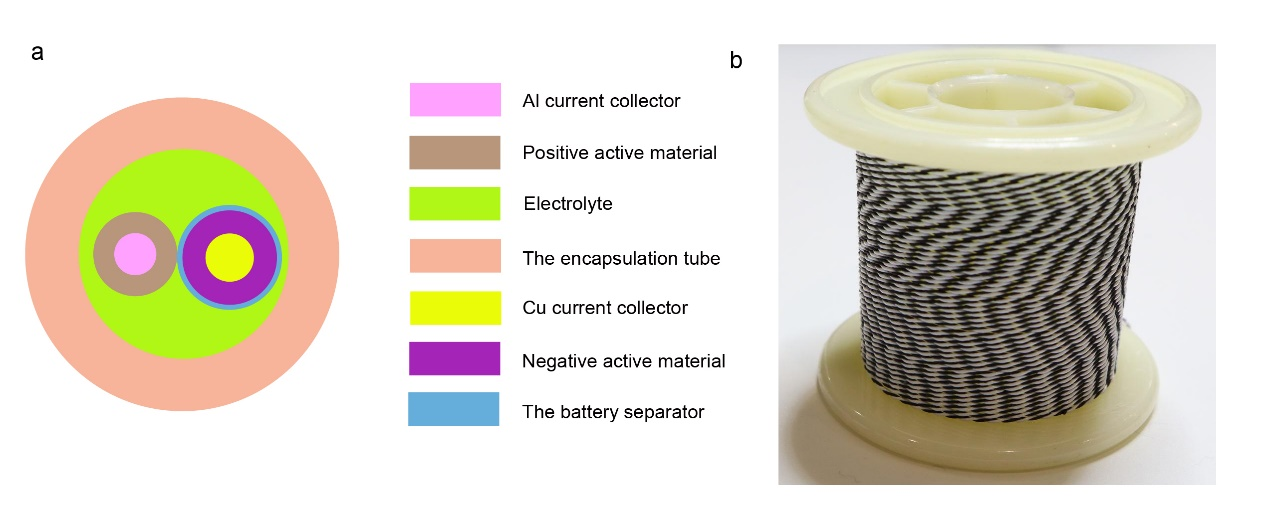 a
b
Al current collector
Positive active material
Electrolyte
The encapsulation tube
Cu current collector
Negative active material
The battery separator